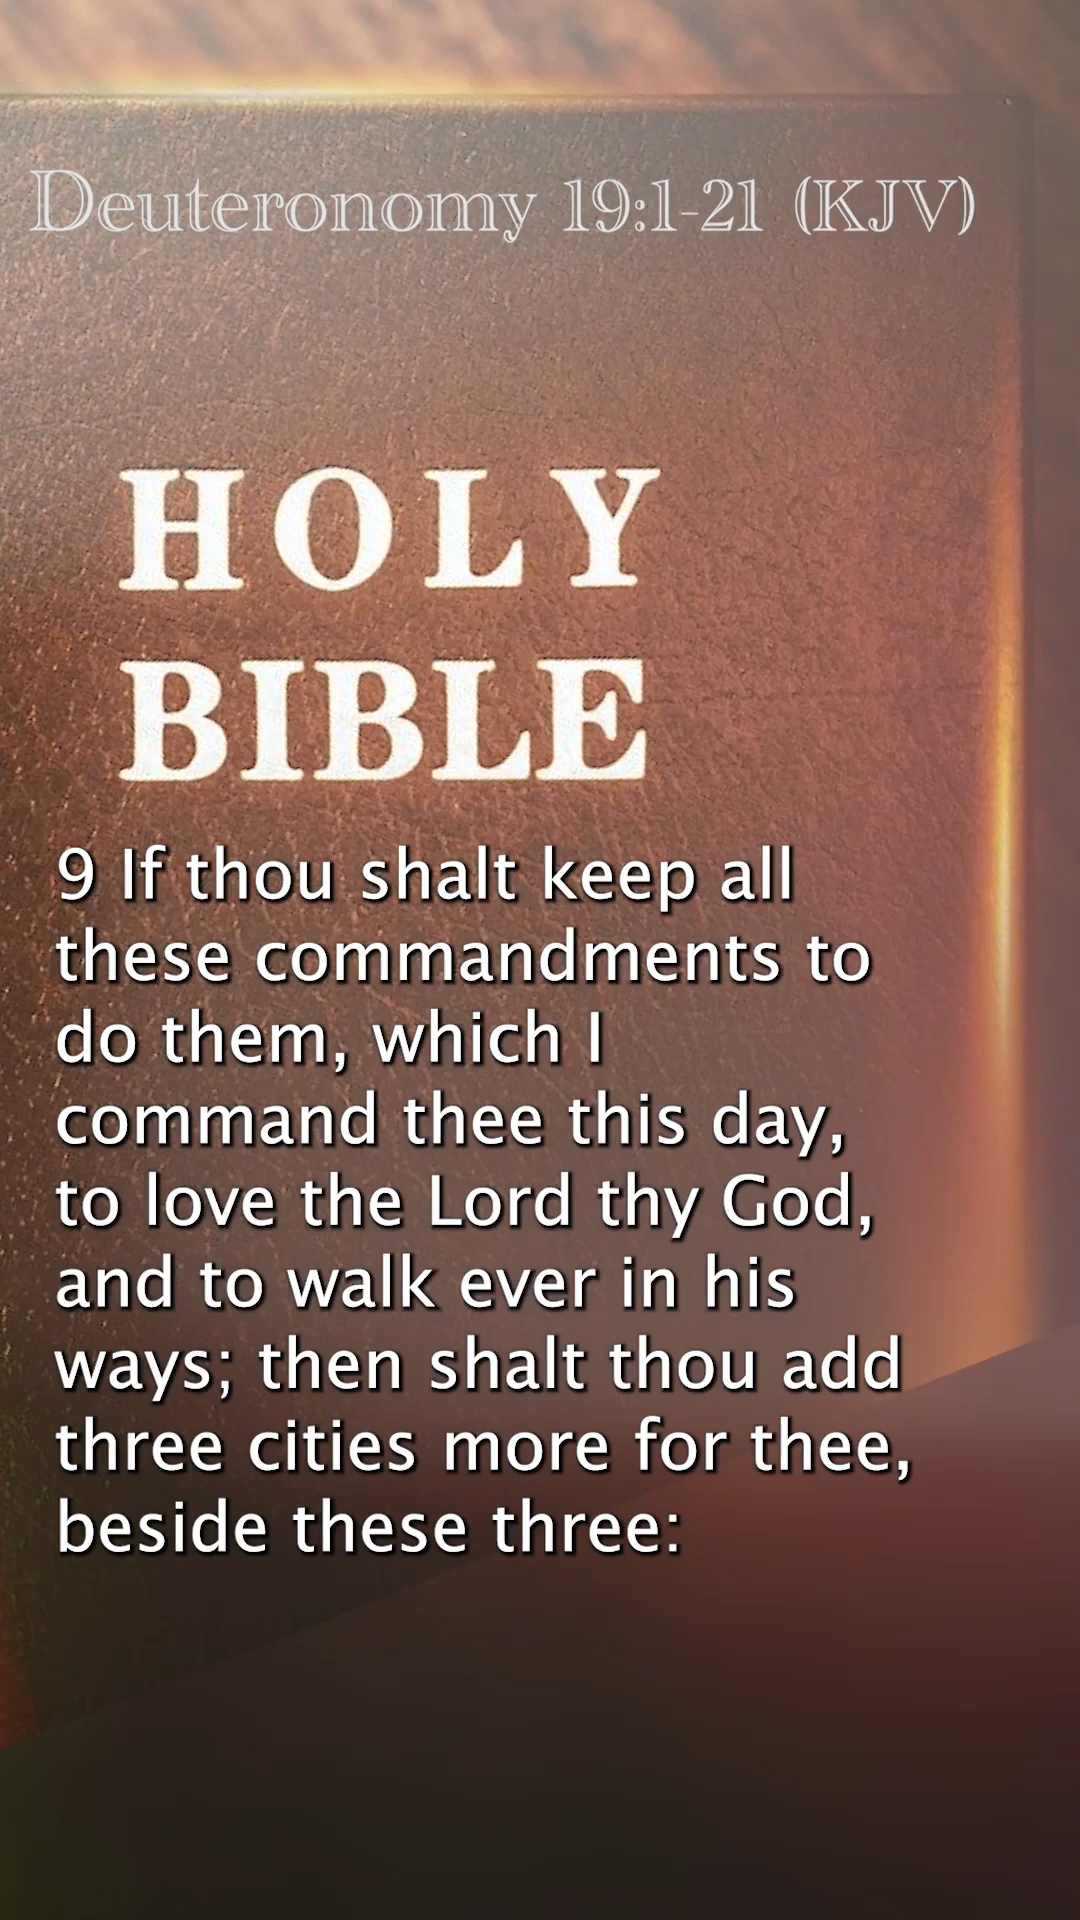 Deuteronomy 19:1-21 (KJV)
HOLY
BIBLE
9 If thou shalt keep all
these commandments to
do them, which I
command thee this day,
to love the Lord thy God,
and to walk ever in his
ways; then shalt thou add
three cities more for thee,
beside these three: